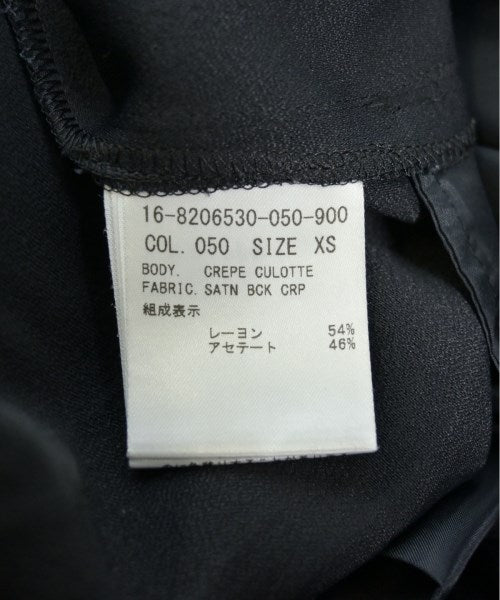 16-8206530-050-900
COL. 050 SIZE XS
BODY. CREPE CULOTTE
FABRIC. SATN BCK CRP
組成表示
レーヨン 54%
アセテート 46%